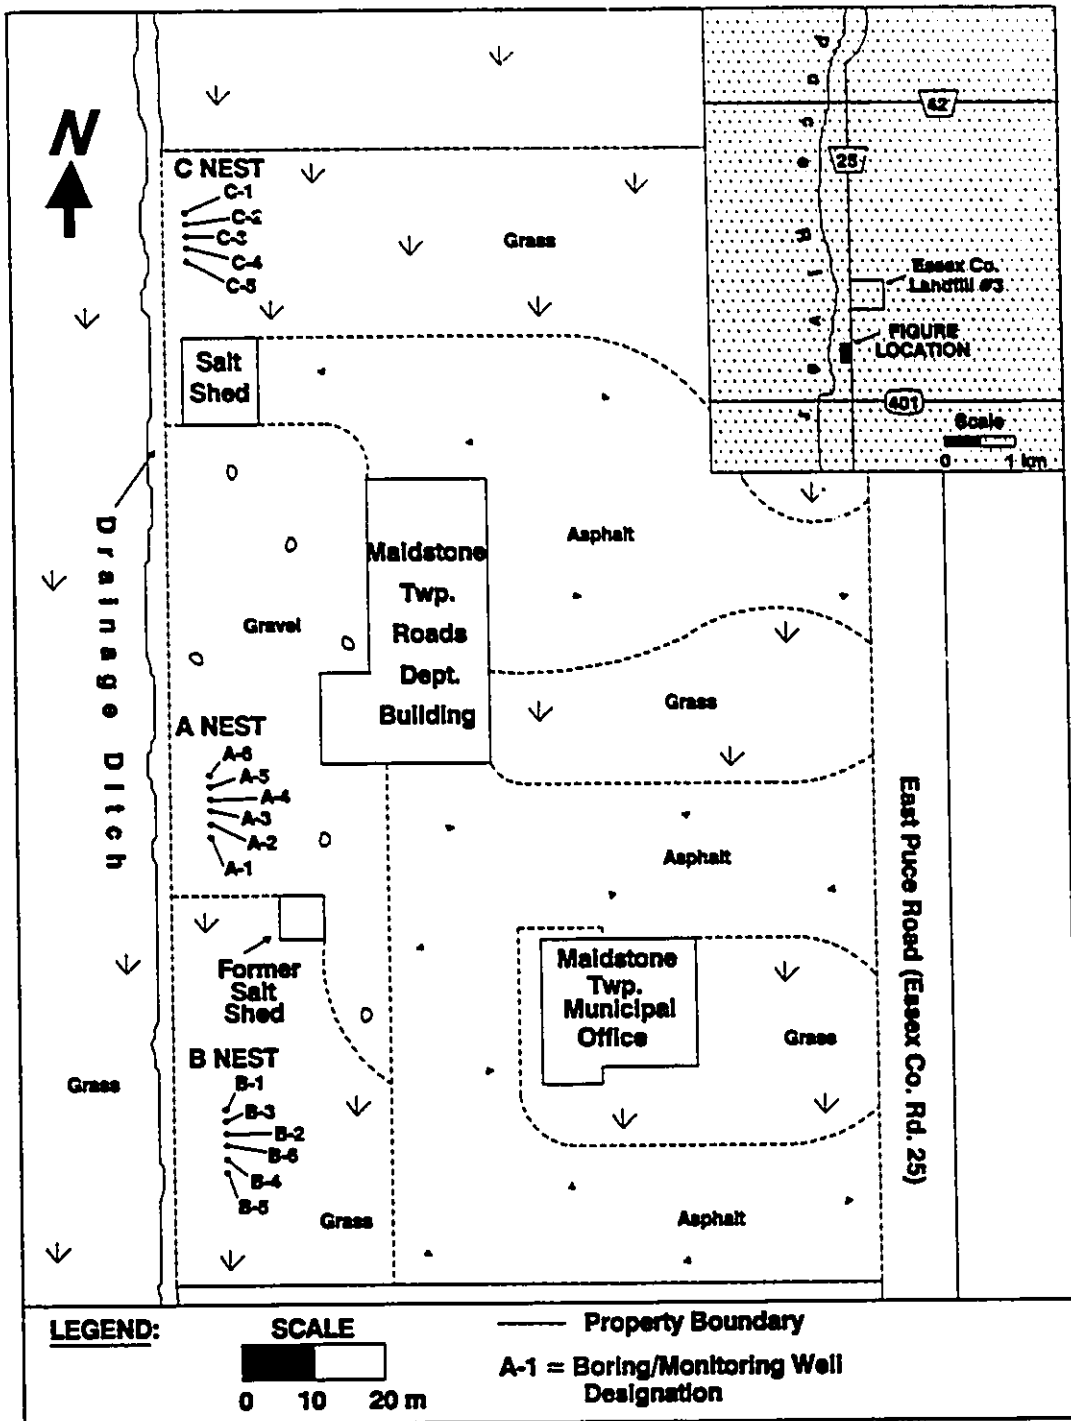 N
C NEST
C-1
C-2
C-3
C-4
C-5
Grass
Salt
Shed
Puce River
42
25
Essex Co.
Landfill #3
FIGURE
LOCATION
401
Scale
0 1 km
Drainage Ditch
Maidstone
Twp.
Roads
Dept.
Building
Asphalt
Gravel
Grass
A NEST
A-6
A-5
A-4
A-3
A-2
A-1
Asphalt
East Puce Road (Essex Co. Rd. 25)
Former
Salt
Shed
Maidstone
Twp.
Municipal
Office
Grass
B NEST
B-1
B-3
B-2
B-6
B-4
B-5
Grass
Grass
Asphalt
LEGEND:
SCALE
0 10 20 m
Property Boundary
A-1 = Boring/Monitoring Well
Designation